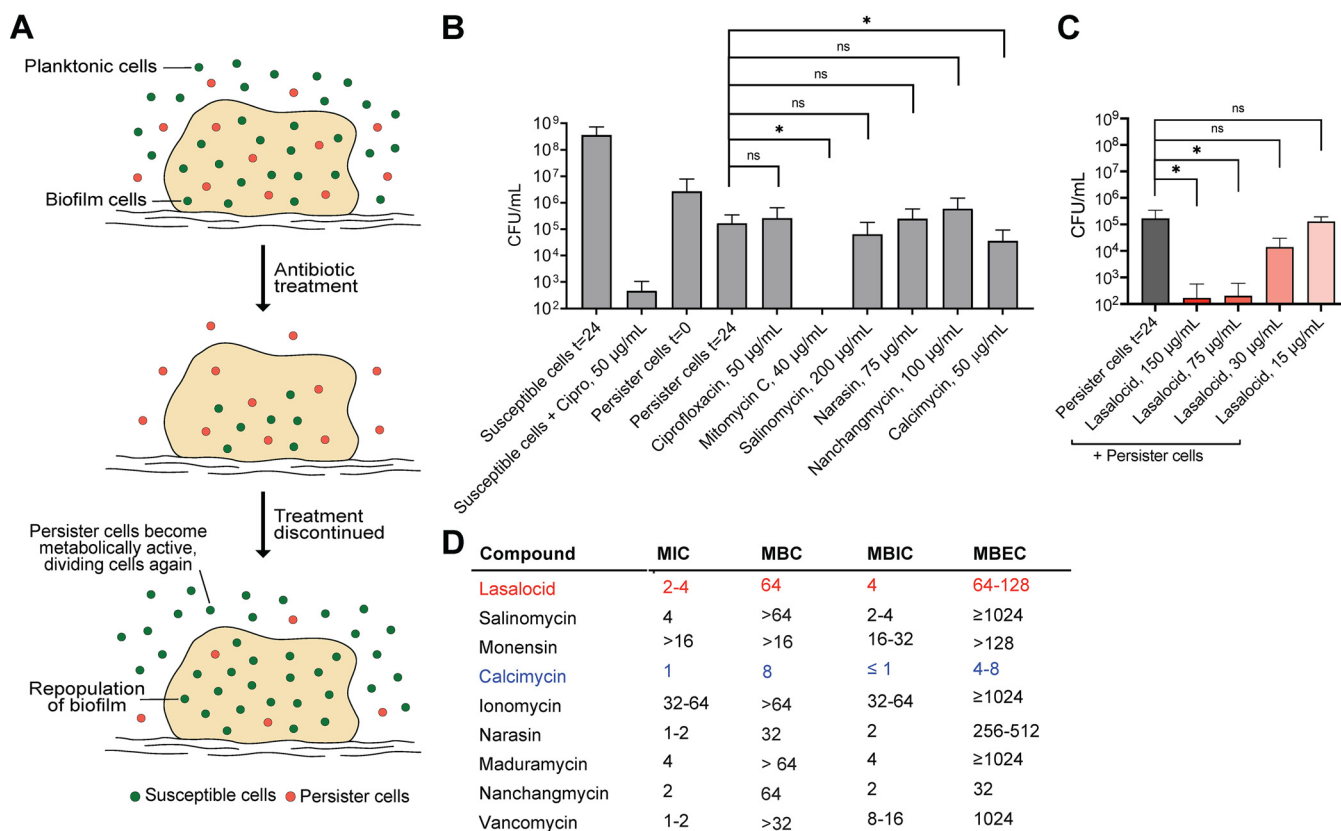 A
Planktonic cells
Biofilm cells
Antibiotic
treatment
Treatment
discontinued
Persister cells become
metabolically active,
dividing cells again
Repopulation
of biofilm
Susceptible cells
Persister cells
B
*
ns
ns
ns
*
ns
CFU/mL
10⁹
10⁸
10⁷
10⁶
10⁵
10⁴
10³
10²
Susceptible cells t=24
Susceptible cells + Cipro, 50 µg/mL
Persister cells t=0
Persister cells t=24
Ciprofloxacin, 50 µg/mL
Mitomycin C, 40 µg/mL
Salinomycin, 200 µg/mL
Narasin, 75 µg/mL
Nanchangmycin, 100 µg/mL
Calcimycin, 50 µg/mL
C
ns
ns
*
*
CFU/mL
10⁹
10⁸
10⁷
10⁶
10⁵
10⁴
10³
10²
Persister cells t=24
Lasalocid, 150 µg/mL
Lasalocid, 75 µg/mL
Lasalocid, 30 µg/mL
Lasalocid, 15 µg/mL
+ Persister cells
D
Compound MIC MBC MBIC MBEC
Lasalocid 2-4 64 4 64-128
Salinomycin 4 >64 2-4 ≥1024
Monensin >16 >16 16-32 >128
Calcimycin 1 8 ≤ 1 4-8
Ionomycin 32-64 >64 32-64 ≥1024
Narasin 1-2 32 2 256-512
Maduramycin 4 > 64 4 ≥1024
Nanchangmycin 2 64 2 32
Vancomycin 1-2 >32 8-16 1024